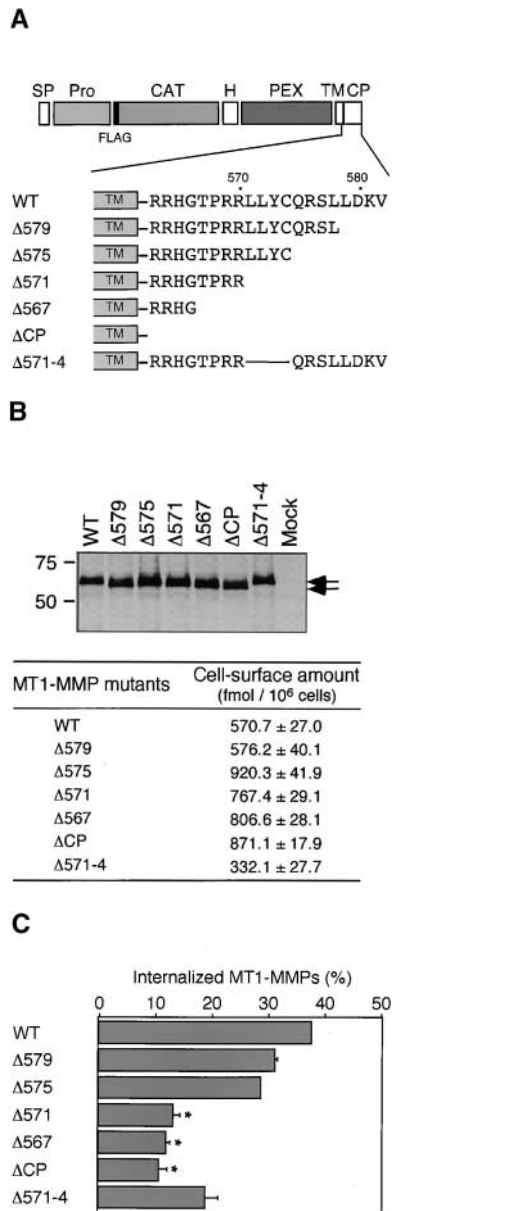 A
SP Pro CAT H PEX TM CP
FLAG
570 580
WT TM RRHGTPRRLLYCQRSLLDKV
Δ579 TM RRHGTPRRLLYCQRSL
Δ575 TM RRHGTPRRLLYC
Δ571 TM RRHGTPRR
Δ567 TM RRHG
ΔCP TM
Δ571-4 TM RRHGTPRR QRSLLDKV
B
WT Δ579 Δ575 Δ571 Δ567 ΔCP Δ571-4 Mock
75
50
MT1-MMP mutants Cell-surface amount
(fmol / 10⁶ cells)
WT 570.7 ± 27.0
Δ579 576.2 ± 40.1
Δ575 920.3 ± 41.9
Δ571 767.4 ± 29.1
Δ567 806.6 ± 28.1
ΔCP 871.1 ± 17.9
Δ571-4 332.1 ± 27.7
C
Internalized MT1-MMPs (%)
0 10 20 30 40 50
WT
Δ579
Δ575
Δ571 *
Δ567 *
ΔCP *
Δ571-4